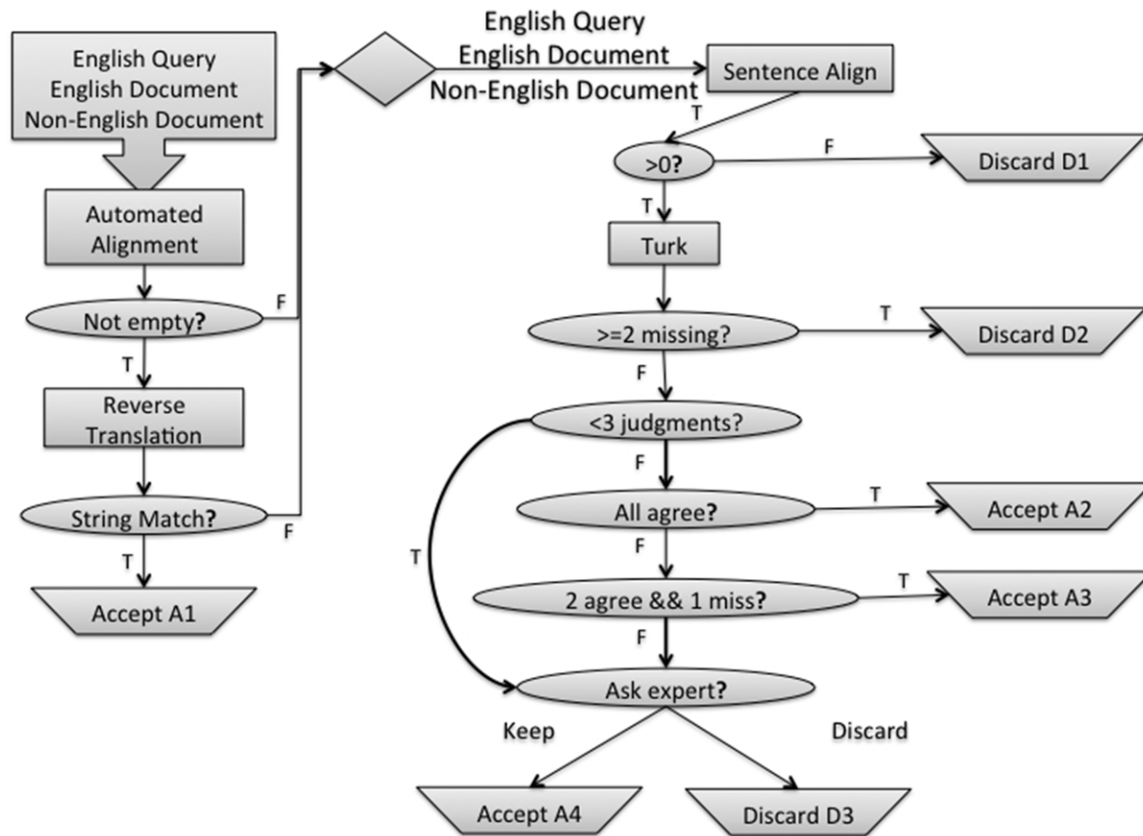 English Query
English Document
Non-English Document
Automated
Alignment
Not empty?
F
T
Reverse
Translation
String Match?
F
T
Accept A1
English Query
English Document
Non-English Document
Sentence Align
T
>0?
F
Discard D1
T
Turk
>=2 missing?
T
Discard D2
F
<3 judgments?
F
All agree?
T
Accept A2
T
F
2 agree && 1 miss?
T
Accept A3
F
Ask expert?
Keep
Discard
Accept A4
Discard D3